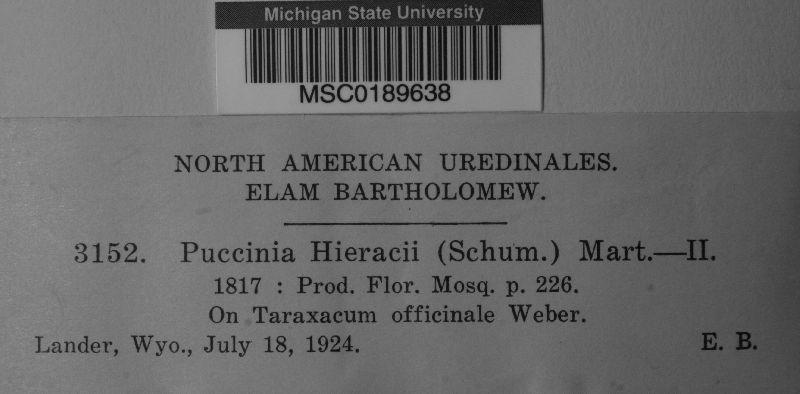 Michigan State University
MSC0189638
NORTH AMERICAN UREDINALES.
ELAM BARTHOLOMEW.
3152. Puccinia Hieracii (Schum.) Mart.—II.
1817 : Prod. Flor. Mosq. p. 226.
On Taraxacum officinale Weber.
Lander, Wyo., July 18, 1924. E. B.